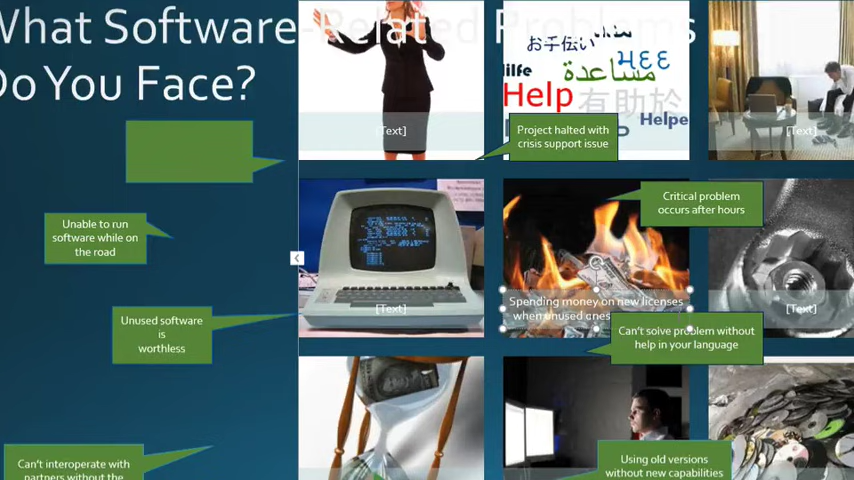 What Software-Related Problems
Do You Face?
お手伝い
મદદ
مساعدة
Help
有助於
Helpe
[Text]
Project halted with
crisis support issue
[Text]
Unable to run
software while on
the road
Critical problem
occurs after hours
Spending money on new licenses
when unused ones
[Text]
[Text]
Unused software
is
worthless
Can't solve problem without
help in your language
Can't interoperate with
partners without the
Using old versions
without new capabilities